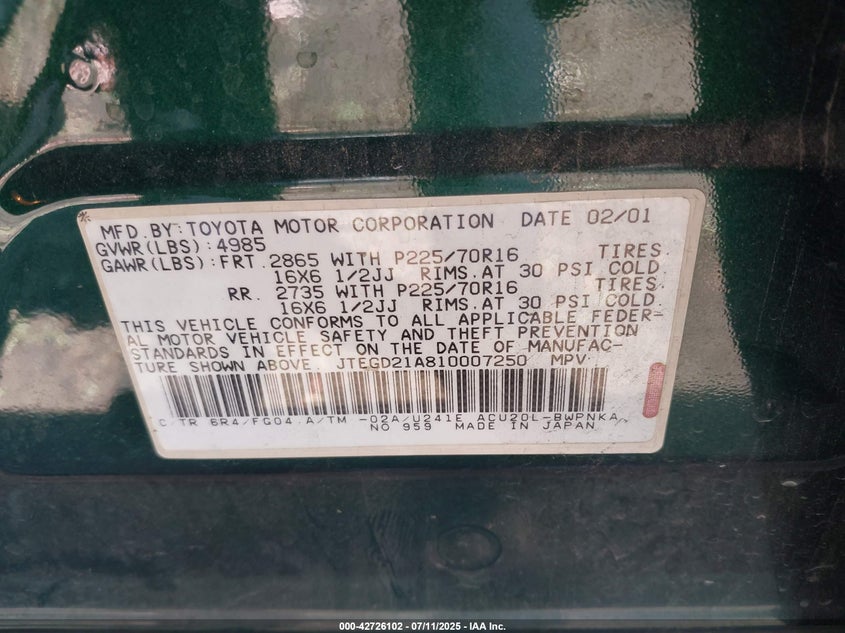 MFD.BY:TOYOTA MOTOR CORPORATION DATE 02/01
GVWR(LBS):4985
GAWR(LBS):FRT. 2865 WITH P225/70R16 TIRES
16X6 1/2JJ RIMS.AT 30 PSI COLD.
RR. 2735 WITH P225/70R16 TIRES.
16X6 1/2JJ RIMS.AT 30 PSI COLD.
THIS VEHICLE CONFORMS TO ALL APPLICABLE FEDER-
AL MOTOR VEHICLE SAFETY AND THEFT PREVENTION
STANDARDS IN EFFECT ON THE DATE OF MANUFAC-
TURE SHOWN ABOVE. JTEGD21A810007250 MPV
C/TR 6R4/FG04 A/TM -02A/U241E ACU20L-BWPNKA
NO 959 MADE IN JAPAN
000-42726102 - 07/11/2025 - IAA Inc.